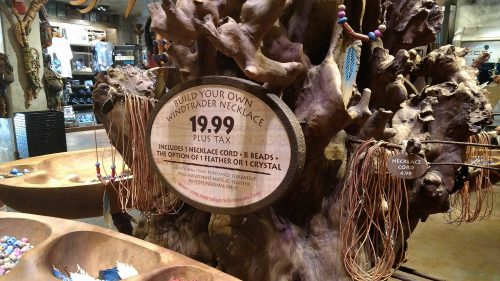 BUILD YOUR OWN
WINDTRADER NECKLACE
19.99
PLUS TAX
INCLUDES 1 NECKLACE CORD + 8 BEADS +
THE OPTION OF 1 FEATHER OR 1 CRYSTAL
NECKLACE
CORD
4.99